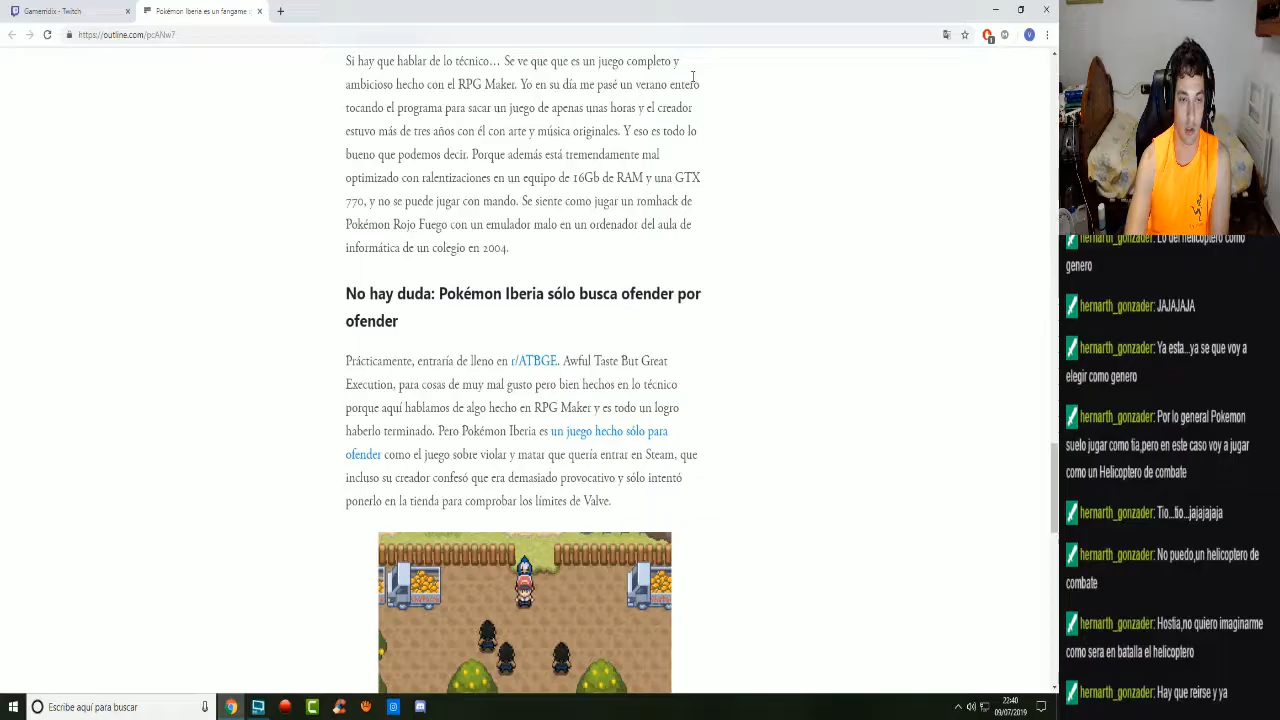 Gamerridix - Twitch
Pokémon Iberia es un fangame
https://outline.com/pcANw7
Si hay que hablar de lo técnico… Se ve que que es un juego completo y
ambicioso hecho con el RPG Maker. Yo en su día me pasé un verano entero
tocando el programa para sacar un juego de apenas unas horas y el creador
estuvo más de tres años con él con arte y música originales. Y eso es todo lo
bueno que podemos decir. Porque además está tremendamente mal
optimizado con ralentizaciones en un equipo de 16Gb de RAM y una GTX
770, y no se puede jugar con mando. Se siente como jugar un romhack de
Pokémon Rojo Fuego con un emulador malo en un ordenador del aula de
informática de un colegio en 2004.
No hay duda: Pokémon Iberia sólo busca ofender por
ofender
Prácticamente, entraría de lleno en r/ATBGE. Awful Taste But Great
Execution, para cosas de muy mal gusto pero bien hechos en lo técnico
porque aquí hablamos de algo hecho en RPG Maker y es todo un logro
haberlo terminado. Pero Pokémon Iberia es un juego hecho sólo para
ofender como el juego sobre violar y matar que quería entrar en Steam, que
incluso su creador confesó que era demasiado provocativo y sólo intentó
ponerlo en la tienda para comprobar los límites de Valve.
hernarth_gonzader: Lo del helicoptero como
genero
hernarth_gonzader: JAJAJAJA
hernarth_gonzader: Ya esta...ya se que voy a
elegir como genero
hernarth_gonzader: Por lo general Pokemon
suelo jugar como tia,pero en este caso voy a jugar
como un Helicoptero de combate
hernarth_gonzader: Tio...tio...jajajajaja
hernarth_gonzader: No puedo,un helicoptero de
combate
hernarth_gonzader: Hostia,no quiero imaginarme
como sera en batalla el helicoptero
hernarth_gonzader: Hay que reirse y ya
Escribe aquí para buscar
22:40
09/07/2019